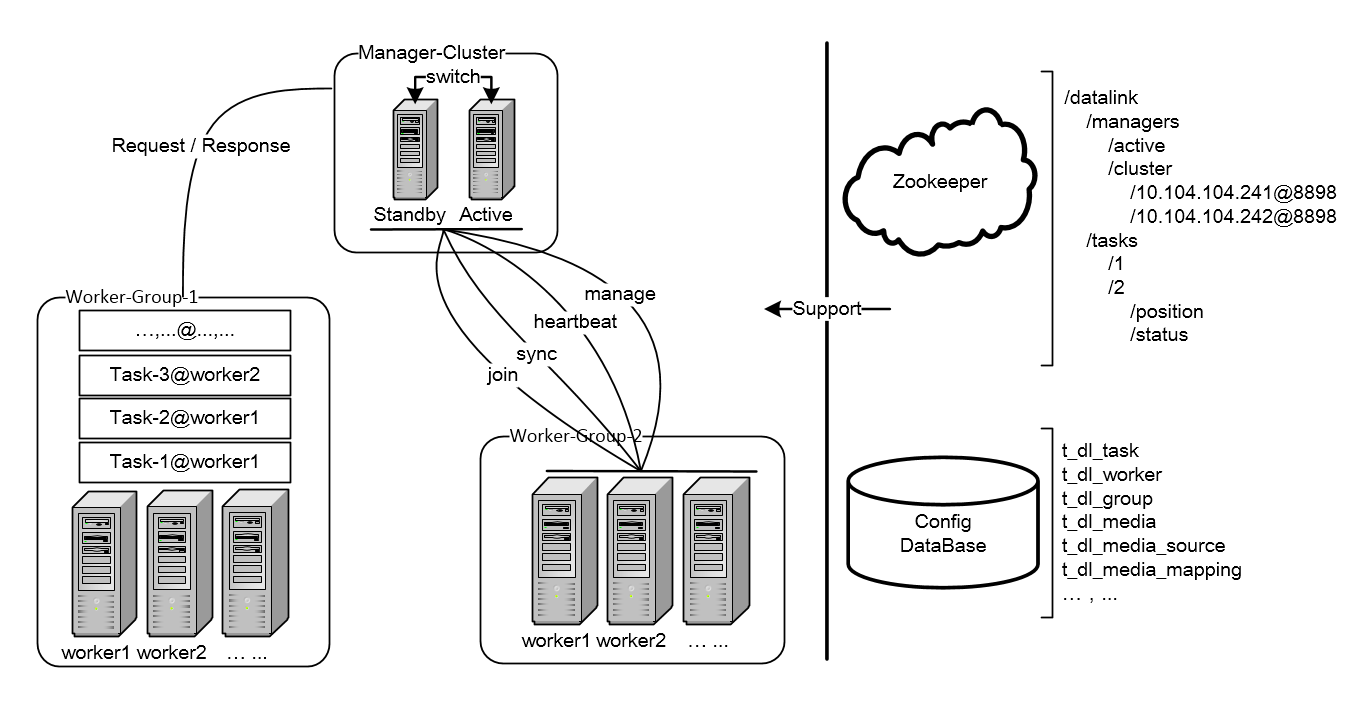 Manager-Cluster
switch
Standby
Active
Request / Response
manage
heartbeat
sync
join
Worker-Group-1
...,...@...,...
Task-3@worker2
Task-2@worker1
Task-1@worker1
worker1 worker2 ... ...
Worker-Group-2
worker1 worker2 ... ...
Support
Zookeeper
/datalink
/managers
/active
/cluster
/10.104.104.241@8898
/10.104.104.242@8898
/tasks
/1
/2
/position
/status
Config
DataBase
t_dl_task
t_dl_worker
t_dl_group
t_dl_media
t_dl_media_source
t_dl_media_mapping
... , ...